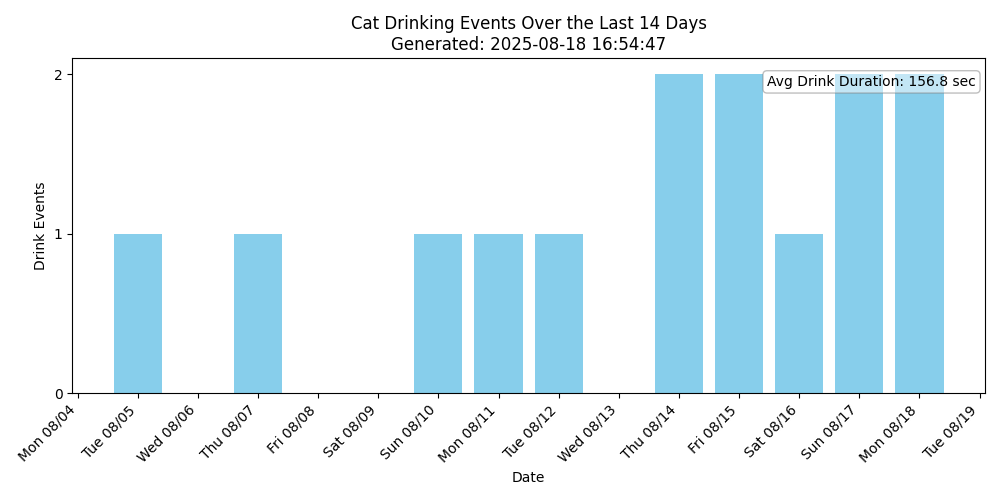 Cat Drinking Events Over the Last 14 Days
Generated: 2025-08-18 16:54:47
Avg Drink Duration: 156.8 sec
Drink Events
2
1
0
Mon 08/04
Tue 08/05
Wed 08/06
Thu 08/07
Fri 08/08
Sat 08/09
Sun 08/10
Mon 08/11
Tue 08/12
Wed 08/13
Thu 08/14
Fri 08/15
Sat 08/16
Sun 08/17
Mon 08/18
Tue 08/19
Date